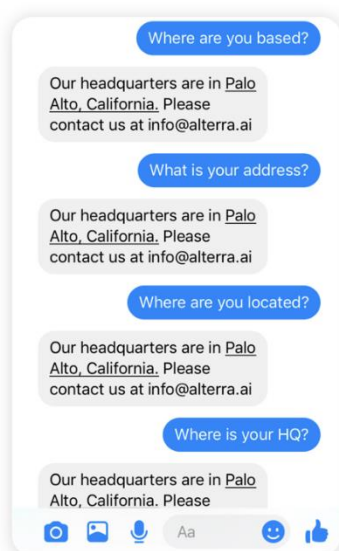 Where are you based?
Our headquarters are in Palo
Alto, California. Please
contact us at info@alterra.ai
What is your address?
Our headquarters are in Palo
Alto, California. Please
contact us at info@alterra.ai
Where are you located?
Our headquarters are in Palo
Alto, California. Please
contact us at info@alterra.ai
Where is your HQ?
Our headquarters are in Palo
Alto, California. Please
Aa